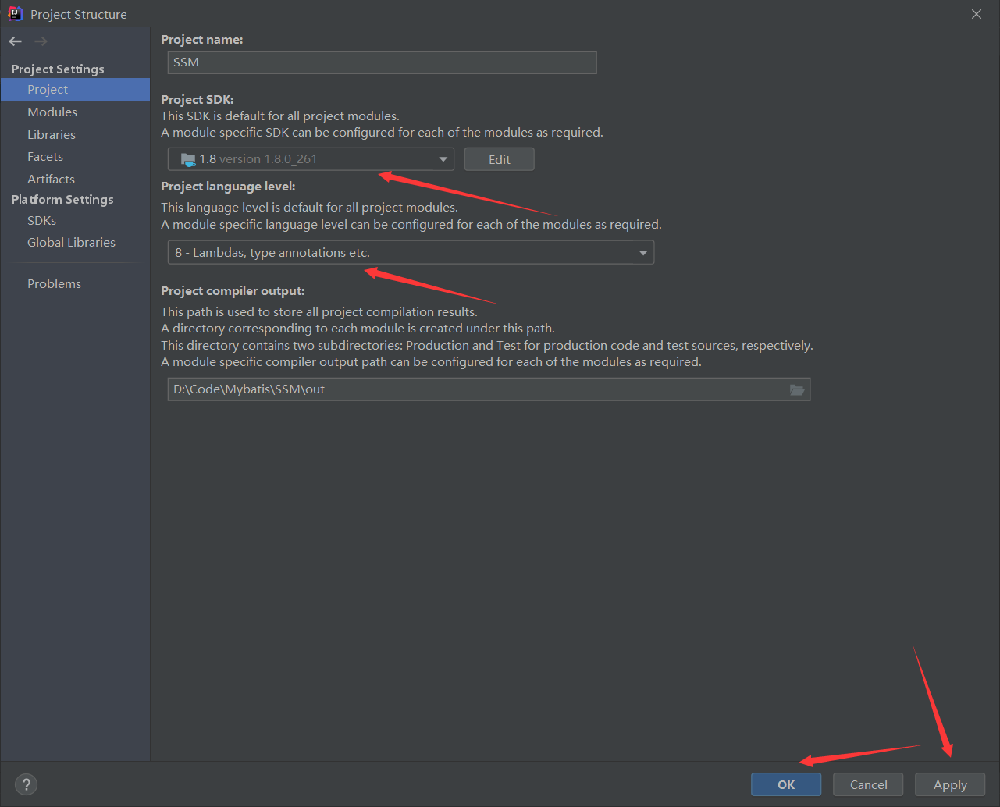 Project Structure
Project Settings
Project
Modules
Libraries
Facets
Artifacts
Platform Settings
SDKs
Global Libraries
Problems
Project name:
SSM
Project SDK:
This SDK is default for all project modules.
A module specific SDK can be configured for each of the modules as required.
1.8 version 1.8.0_261
Edit
Project language level:
This language level is default for all project modules.
A module specific language level can be configured for each of the modules as required.
8 - Lambdas, type annotations etc.
Project compiler output:
This path is used to store all project compilation results.
A directory corresponding to each module is created under this path.
This directory contains two subdirectories: Production and Test for production code and test sources, respectively.
A module specific compiler output path can be configured for each of the modules as required.
D:\Code\Mybatis\SSM\out
?
OK
Cancel
Apply